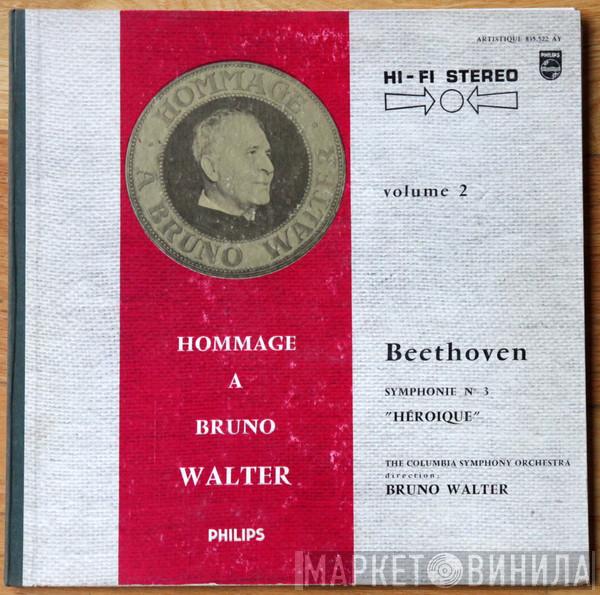 ARTISTIQUE 835.522 AY
PHILIPS
HI-FI STEREO
HOMMAGE
A BRUNO WALTER
volume 2
HOMMAGE
A
BRUNO
WALTER
PHILIPS
Beethoven
SYMPHONIE N° 3
"HÉROIQUE"
THE COLUMBIA SYMPHONY ORCHESTRA
direction:
BRUNO WALTER
МАРКЕТ ВИНИЛА